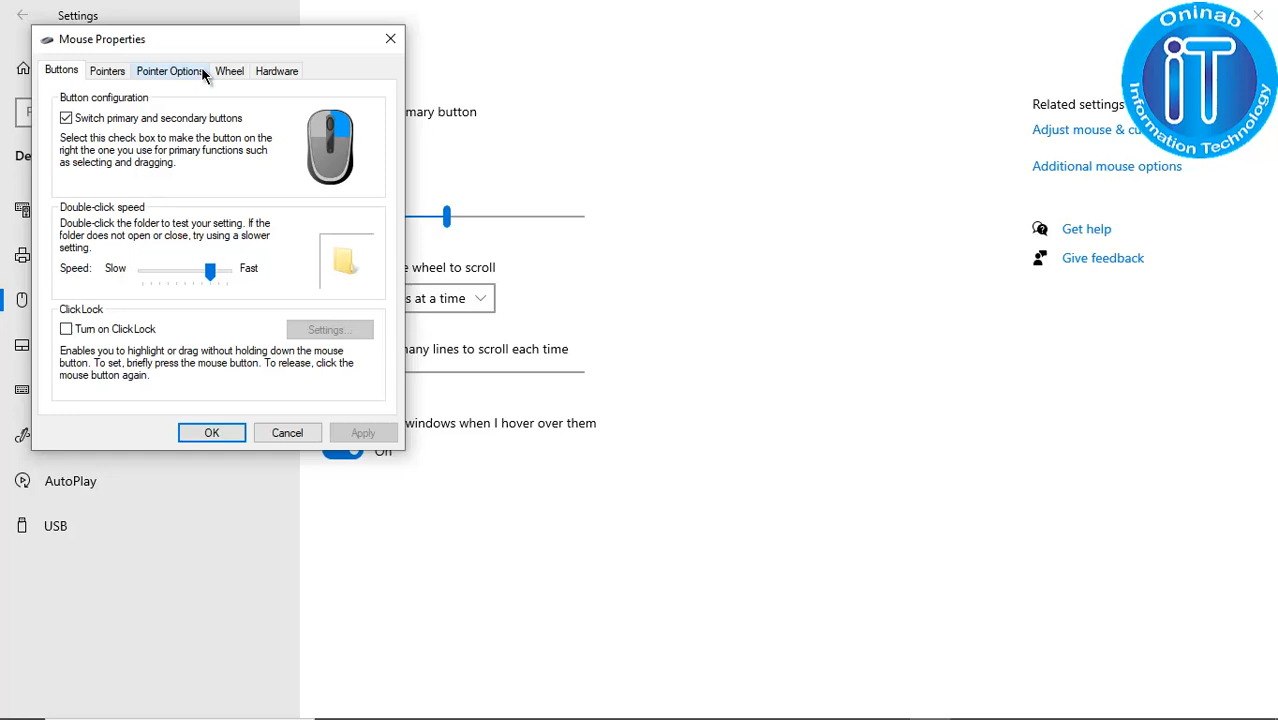 Settings
Mouse Properties
Buttons
Pointers
Pointer Options
Wheel
Hardware
Button configuration
Switch primary and secondary buttons
Select this check box to make the button on the
right the one you use for primary functions such
as selecting and dragging.
Double-click speed
Double-click the folder to test your setting. If the
folder does not open or close, try using a slower
setting.
Speed:
Slow
Fast
ClickLock
Turn on ClickLock
Settings...
Enables you to highlight or drag without holding down the mouse
button. To set, briefly press the mouse button. To release, click the
mouse button again.
OK
Cancel
Apply
De
AutoPlay
USB
mary button
e wheel to scroll
s at a time
many lines to scroll each time
windows when I hover over them
On
Related settings
Adjust mouse & cu
Additional mouse options
Get help
Give feedback
Oninab
iT
Information Technology